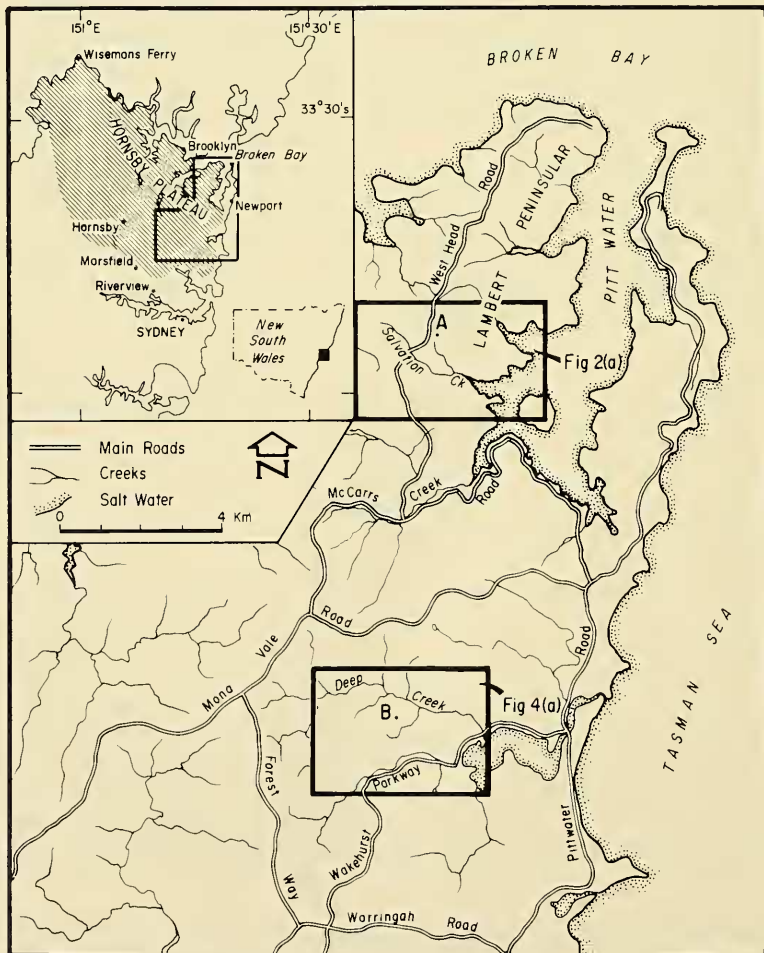 151°E
151°30'E
Wisemans Ferry
33°30's
HORNSBY PLATEAU
Brooklyn
Broken Bay
Newport
Hornsby
Marsfield
Riverview
SYDNEY
New
South
Wales
Main Roads
Creeks
Salt Water
N
0 4 Km
BROKEN BAY
West Head Road
LAMBERT PENINSULAR
PITT WATER
A
Salvation Ck
Fig 2(a)
McCarrs Creek Road
Mona Vale Road
TASMAN SEA
Deep Creek
B.
Fig 4(a)
Forest Way
Wakehurst Parkway
Pittwater Road
Warringah Road